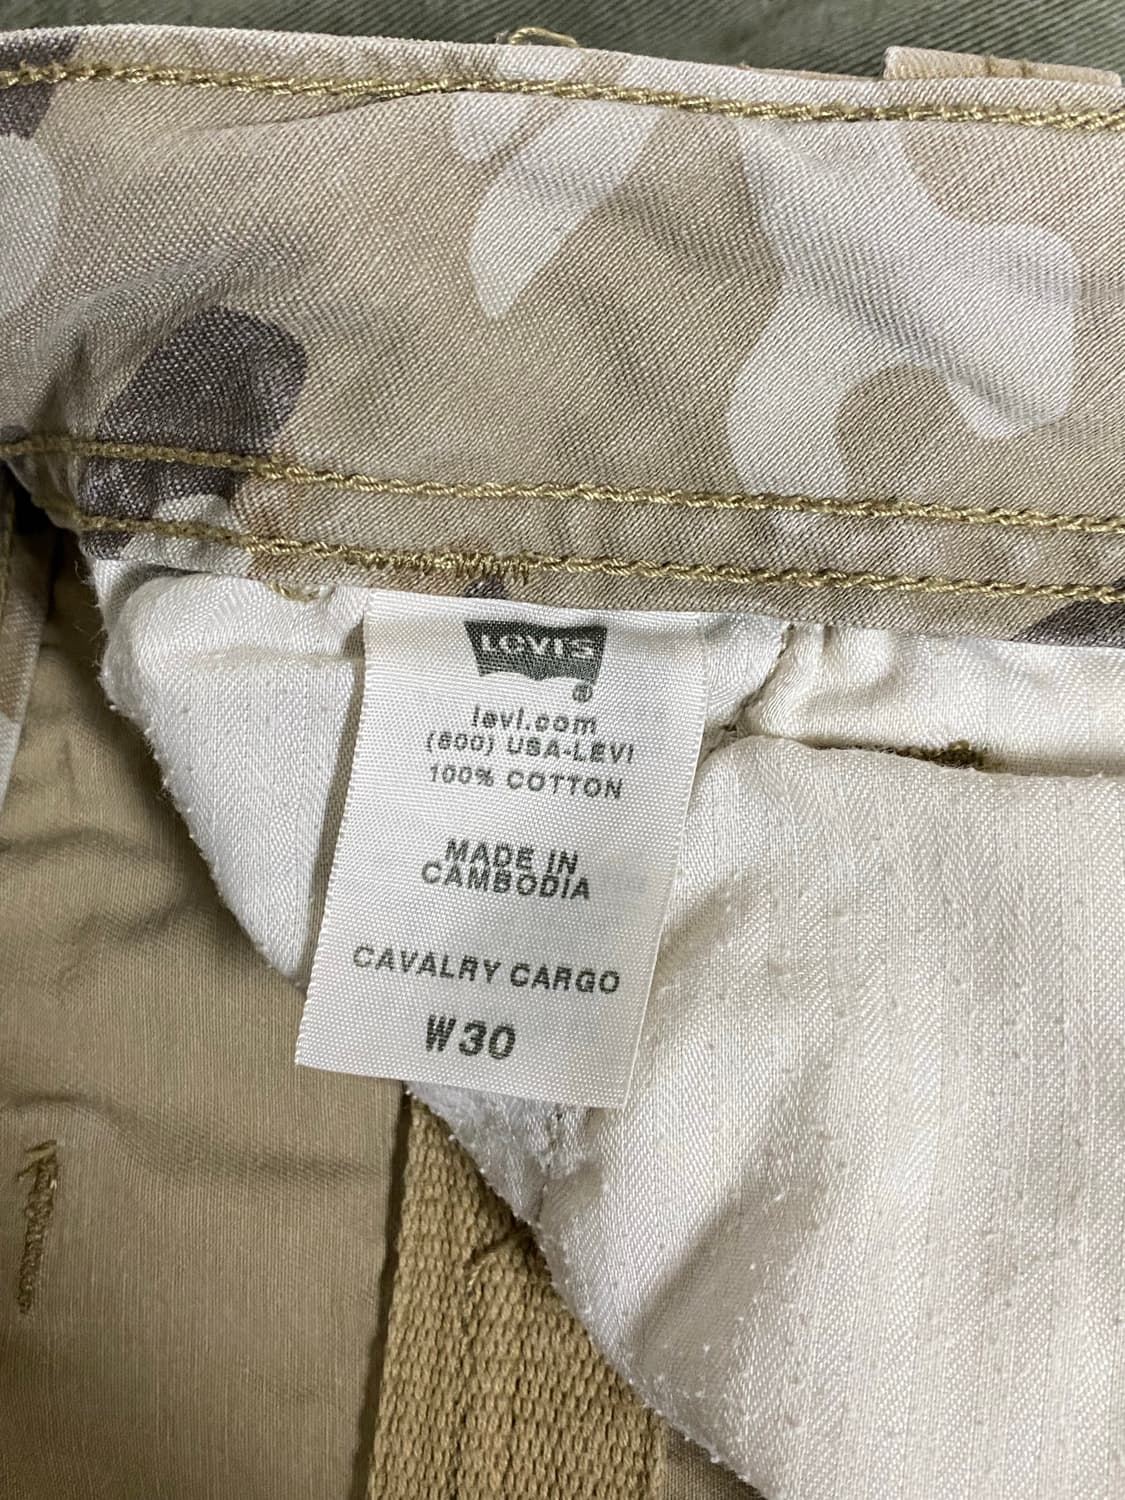 LEVI'S
®
levi.com
(800) USA-LEVI
100% COTTON
MADE IN
CAMBODIA
CAVALRY CARGO
W30